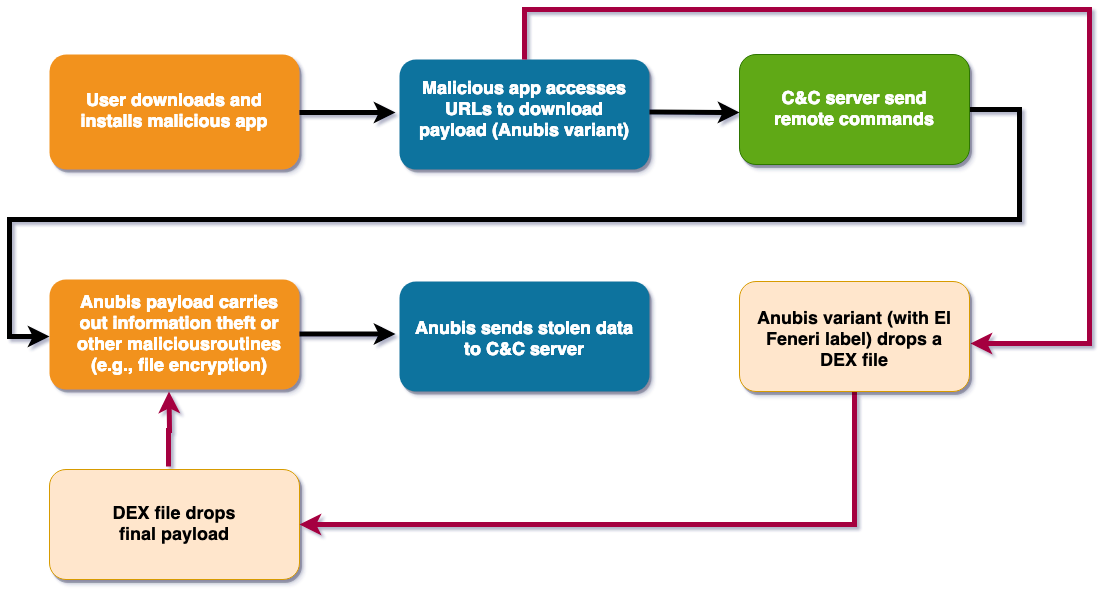 User downloads and
installs malicious app
Malicious app accesses
URLs to download
payload (Anubis variant)
C&C server send
remote commands
Anubis payload carries
out information theft or
other maliciousroutines
(e.g., file encryption)
Anubis sends stolen data
to C&C server
Anubis variant (with El
Feneri label) drops a
DEX file
DEX file drops
final payload